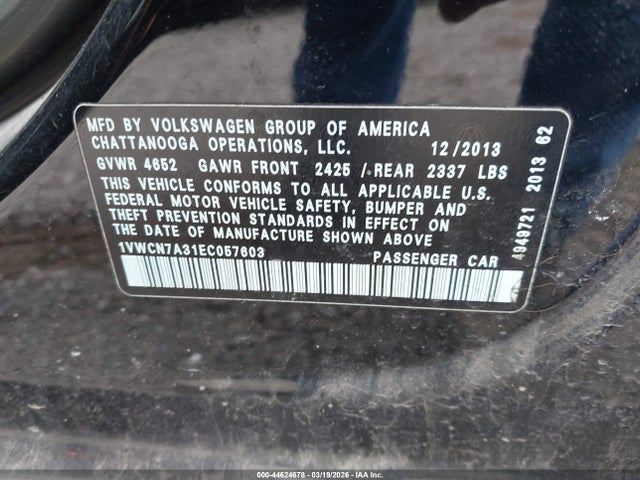 MFD BY VOLKSWAGEN GROUP OF AMERICA
CHATTANOOGA OPERATIONS, LLC. 12/2013
GVWR 4652 GAWR FRONT 2425 / REAR 2337 LBS
THIS VEHICLE CONFORMS TO ALL APPLICABLE U.S.
FEDERAL MOTOR VEHICLE SAFETY, BUMPER AND
THEFT PREVENTION STANDARDS IN EFFECT ON
THE DATE OF MANUFACTURE SHOWN ABOVE
1VWCN7A31EC057603 PASSENGER CAR
4949721 2013 62
000-44624678 - 03/19/2026 - IAA Inc.